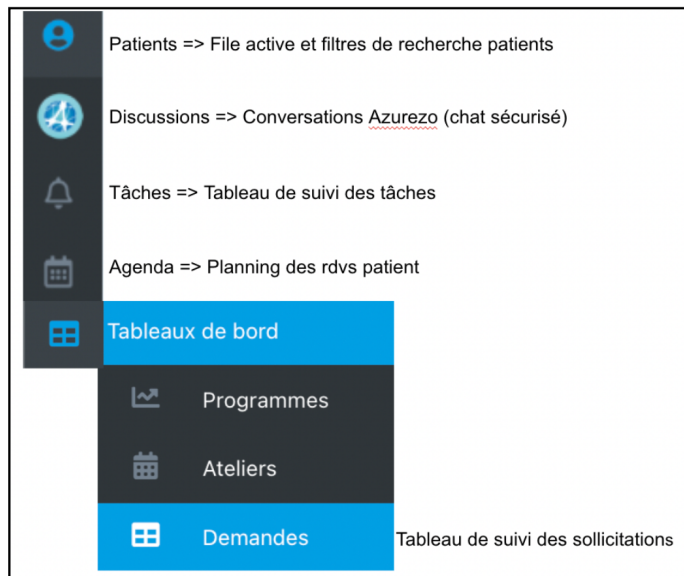 Patients => File active et filtres de recherche patients
Discussions => Conversations Azurezo (chat sécurisé)
Tâches => Tableau de suivi des tâches
Agenda => Planning des rdvs patient
Tableaux de bord
Programmes
Ateliers
Demandes Tableau de suivi des sollicitations